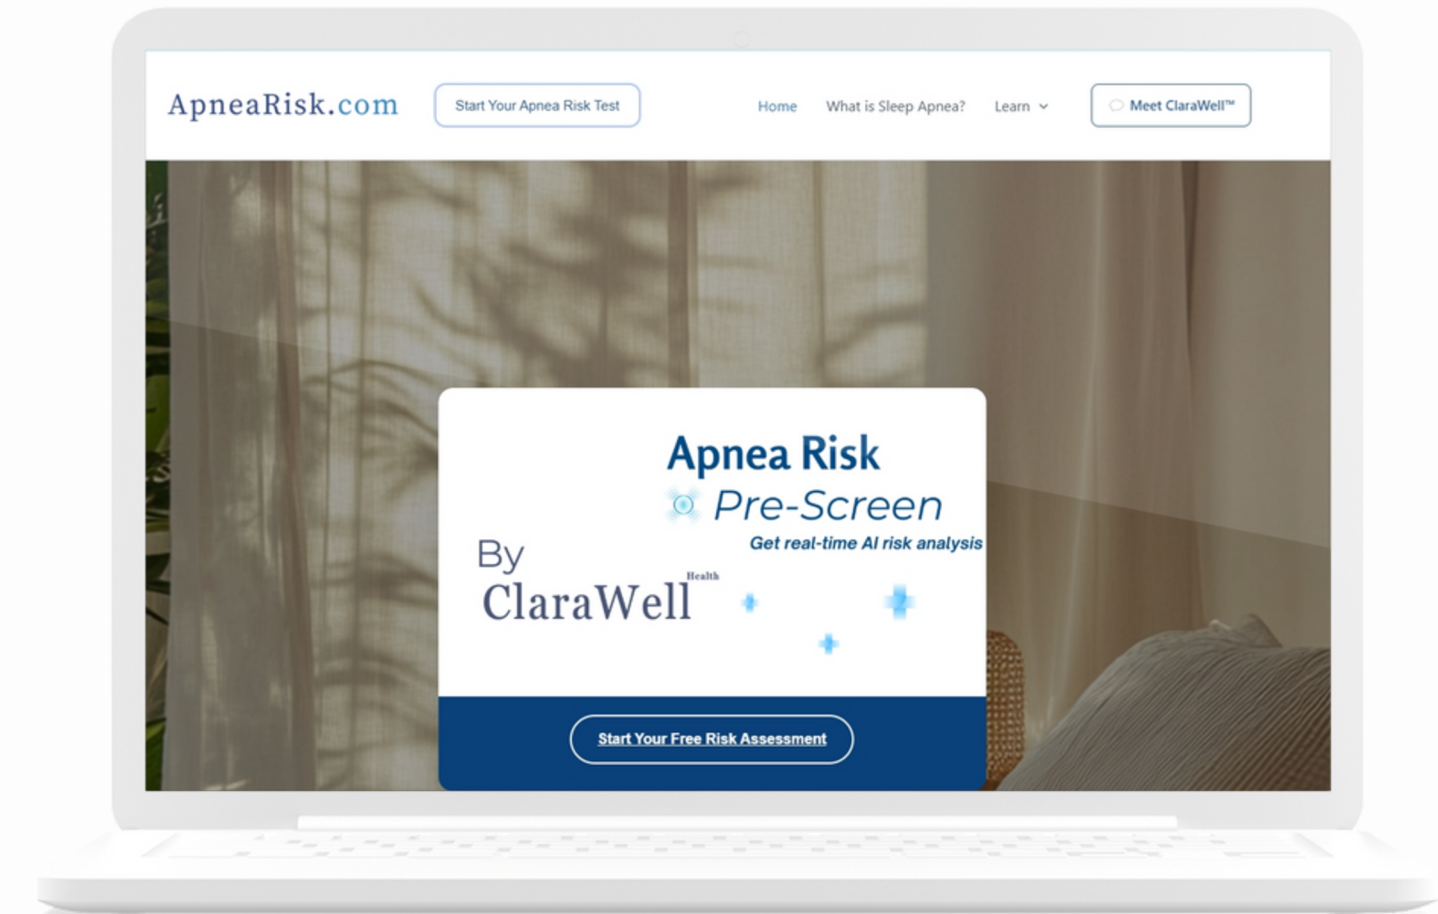 ApneaRisk.com
Start Your Apnea Risk Test
Home
What is Sleep Apnea?
Learn
Meet ClaraWell™
Apnea Risk
Pre-Screen
Get real-time AI risk analysis
By
Health
ClaraWell
Start Your Free Risk Assessment